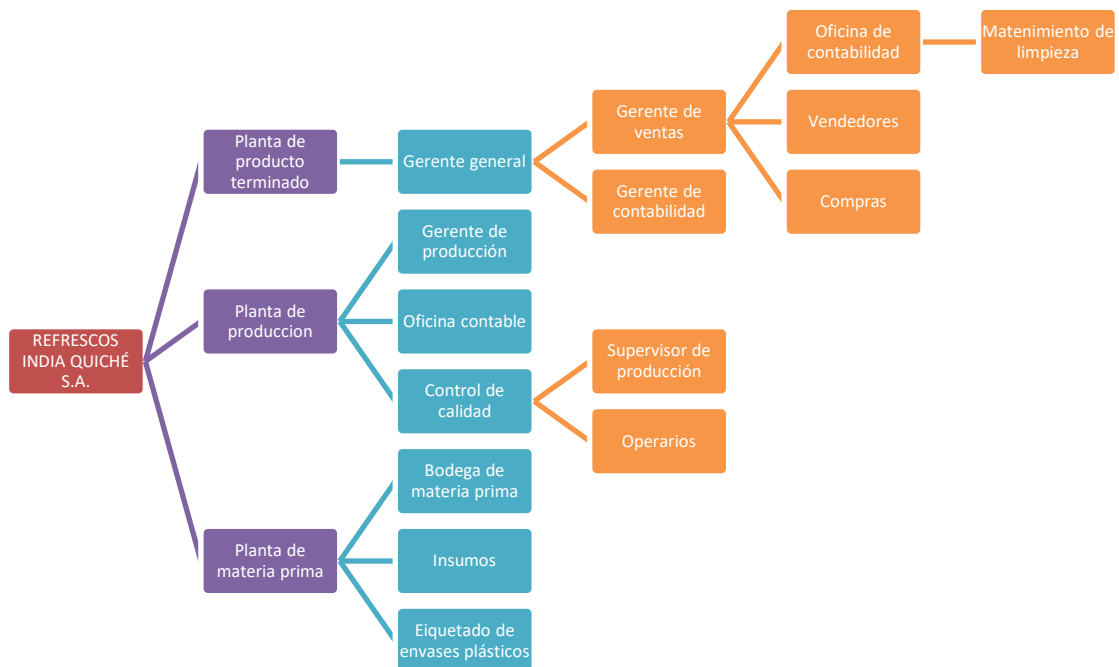 REFRESCOS
INDIA QUICHÉ
S.A.
Planta de
producto
terminado
Gerente general
Gerente de
ventas
Oficina de
contabilidad
Matenimiento de
limpieza
Vendedores
Compras
Gerente de
contabilidad
Planta de
produccion
Gerente de
producción
Oficina contable
Control de
calidad
Supervisor de
producción
Operarios
Planta de
materia prima
Bodega de
materia prima
Insumos
Eiquetado de
envases plásticos